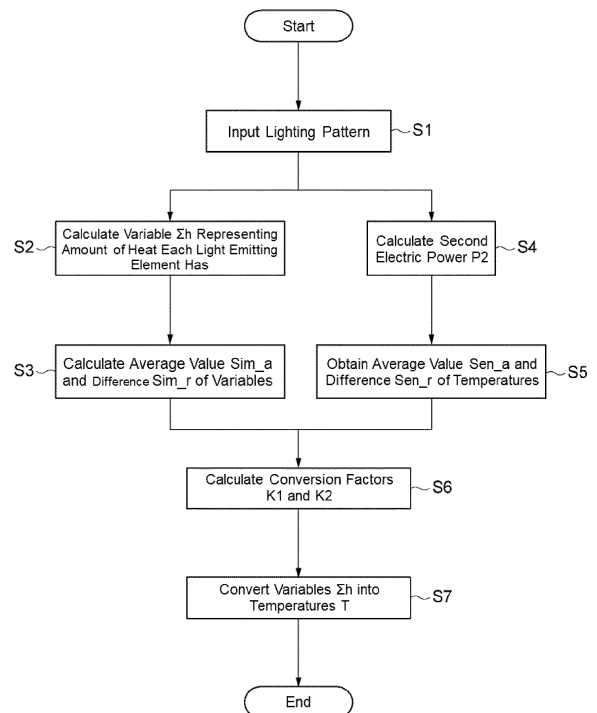 Start
Input Lighting Pattern
S1
S2
Calculate Variable Σh Representing
Amount of Heat Each Light Emitting
Element Has
Calculate Second
Electric Power P2
S4
S3
Calculate Average Value Sim_a
and Difference Sim_r of Variables
Obtain Average Value Sen_a and
Difference Sen_r of Temperatures
S5
Calculate Conversion Factors
K1 and K2
S6
Convert Variables Σh into
Temperatures T
S7
End